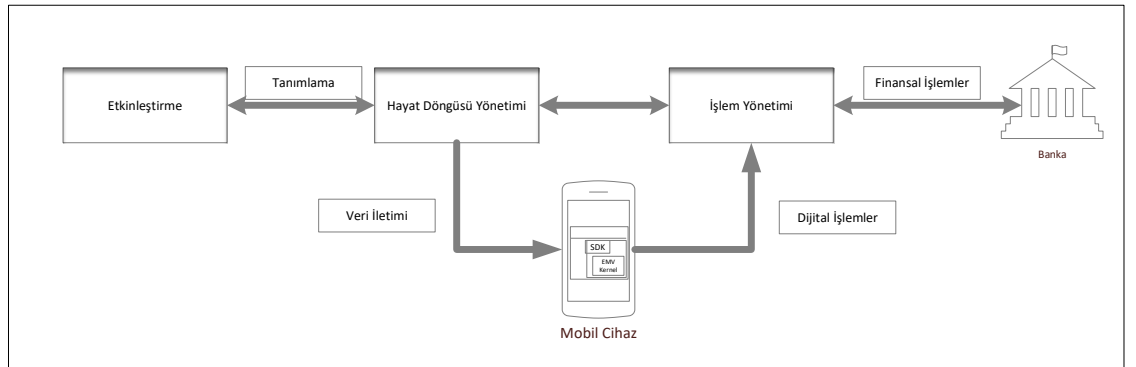 Tanımlama
Finansal İşlemler
Etkinleştirme
Hayat Döngüsü Yönetimi
İşlem Yönetimi
Banka
Veri İletimi
Dijital İşlemler
SDK
EMV
Kernel
Mobil Cihaz